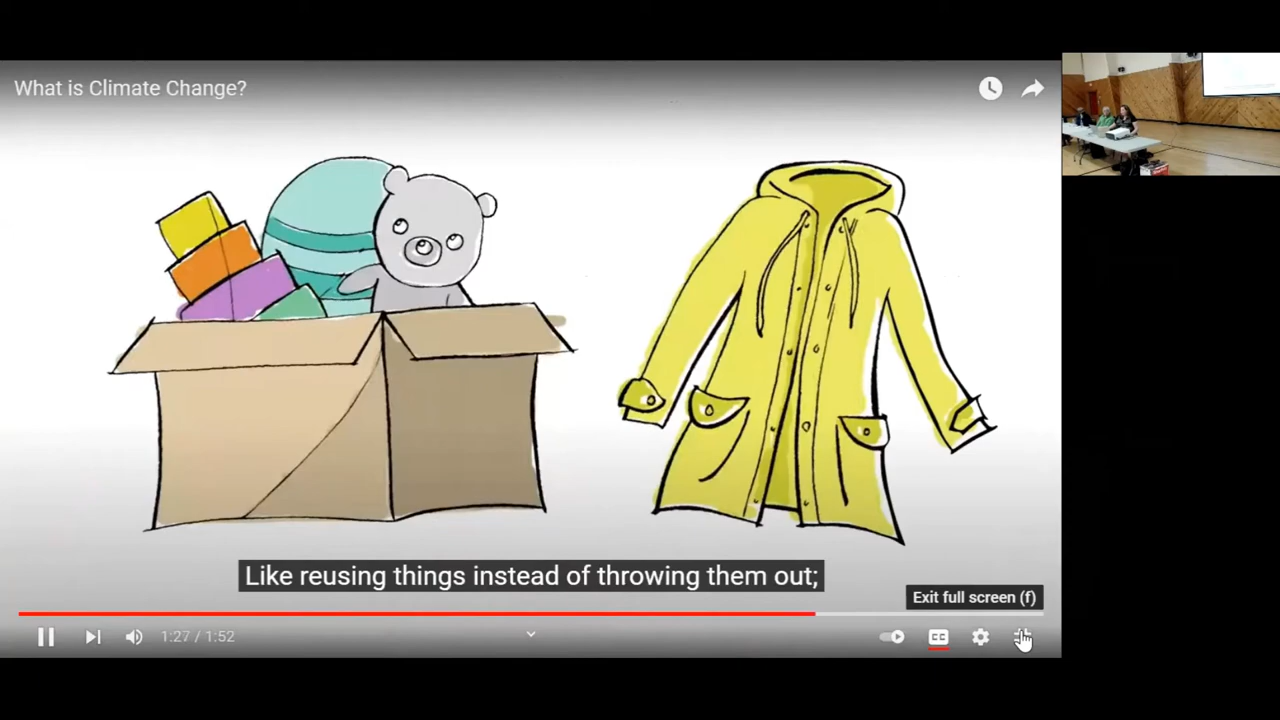 What is Climate Change?
Like reusing things instead of throwing them out;
Exit full screen (f)
1:27 / 1:52
CC